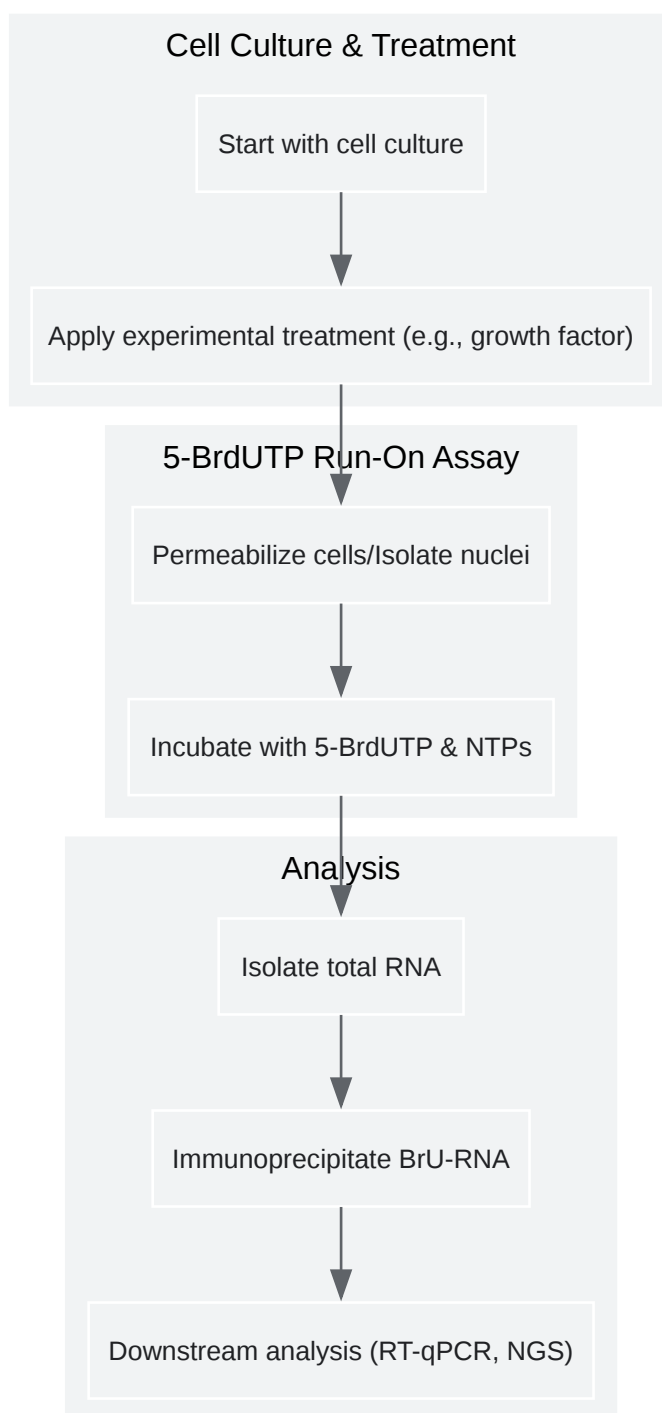 Cell Culture & Treatment
Start with cell culture
Apply experimental treatment (e.g., growth factor)
5-BrdUTP Run-On Assay
Permeabilize cells/Isolate nuclei
Incubate with 5-BrdUTP & NTPs
Analysis
Isolate total RNA
Immunoprecipitate BrU-RNA
Downstream analysis (RT-qPCR, NGS)